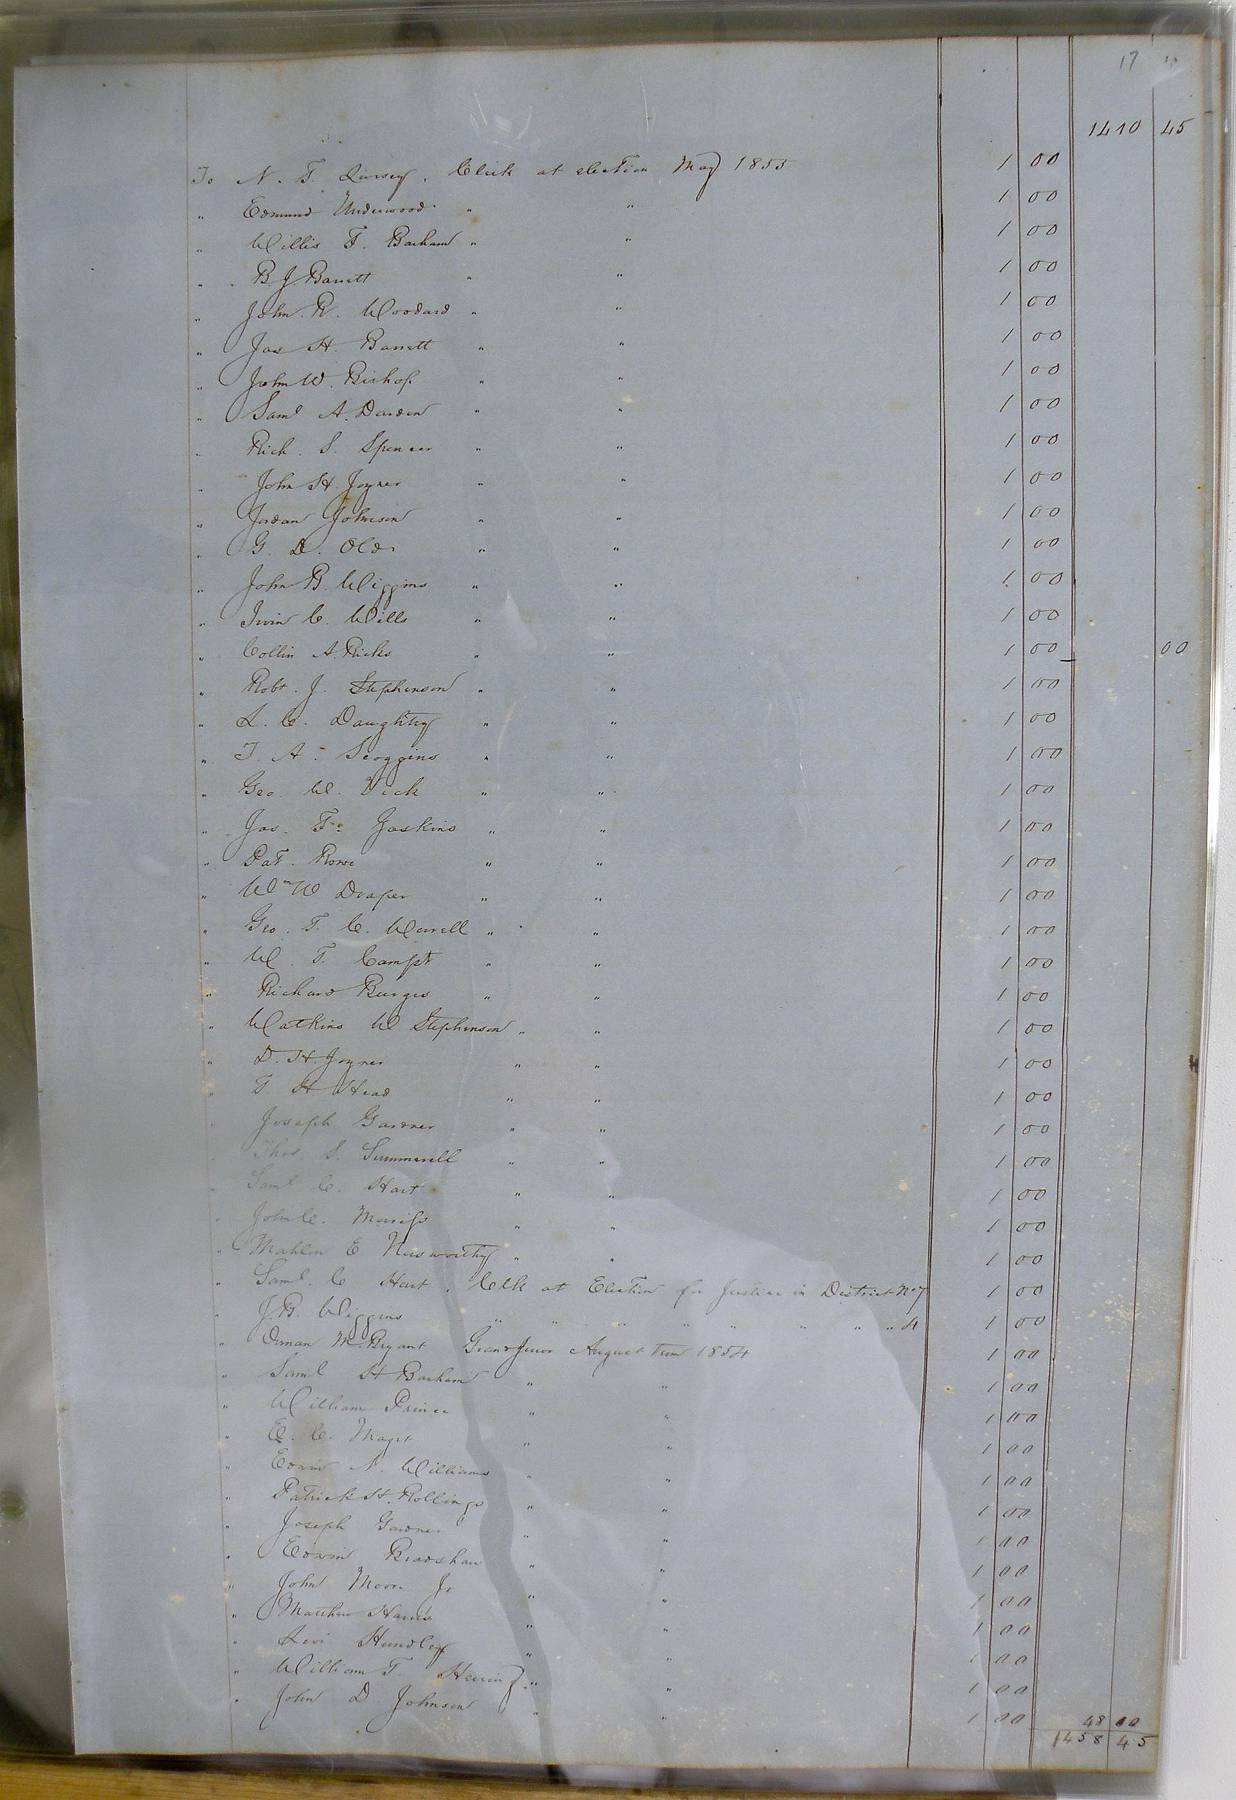 17
1410 45
To N. T. Livsey. Clerk at election May 1855 1 00
" Edmund Underwood " " 1 00
" Willis T. Barham " " 1 00
" B. J. Barrett " " 1 00
" John R. Woodard " " 1 00
" Jas H. Barrett " " 1 00
" John W. Bishop " " 1 00
" Saml A. Darden " " 1 00
" Rich. S. Spencer " " 1 00
" John H. Joyner " " 1 00
" Jordan Johnson " " 1 00
" G. D. Old " " 1 00
" John B. Wiggins " " 1 00
" Irvin C. Wills " " 1 00
" Collin A. Ricks " " 1 00 00
" Robt. J. Stephenson " " 1 00
" L. C. Daughtry " " 1 00
" T. A. Scoggins " " 1 00
" Geo. W. Vick " " 1 00
" Jas. T. Gaskins " " 1 00
" Pat. Rowe " " 1 00
" Wm W Draper " " 1 00
" Geo. T. C. Worrell " " 1 00
" W. T. Campt " " 1 00
" Richard Burges " " 1 00
" Watkins W Stephenson " " 1 00
" D. H. Joyner " " 1 00
" T. H Head " " 1 00
" Joseph Gardner " " 1 00
" Thos. S. Summerell " " 1 00
" Saml C. Hart " " 1 00
" John C. Morriss " " 1 00
" Mahlen E Nasworthy " " 1 00
" Saml. C Hart. Clk at Election for Justice in District No 7 1 00
" J. B. Wiggins " " " " " " " " 4 1 00
" Orman M. Bryant Grand Juror August Term 1854 1 00
" Saml H Barham " " 1 00
" William Prince " " 1 00
" E. C. Maget " " 1 00
" Edwin N. Williams " " 1 00
" Patrick H. Rollings " " 1 00
" Joseph Gardner " " 1 00
" Edwin Bradshaw " " 1 00
" John Moore Jr " " 1 00
" Matthew Harris " " 1 00
" Levi Hundley " " 1 00
" William T. Herring " " 1 00
" John D Johnson " " 1 00
48 00
1458 45